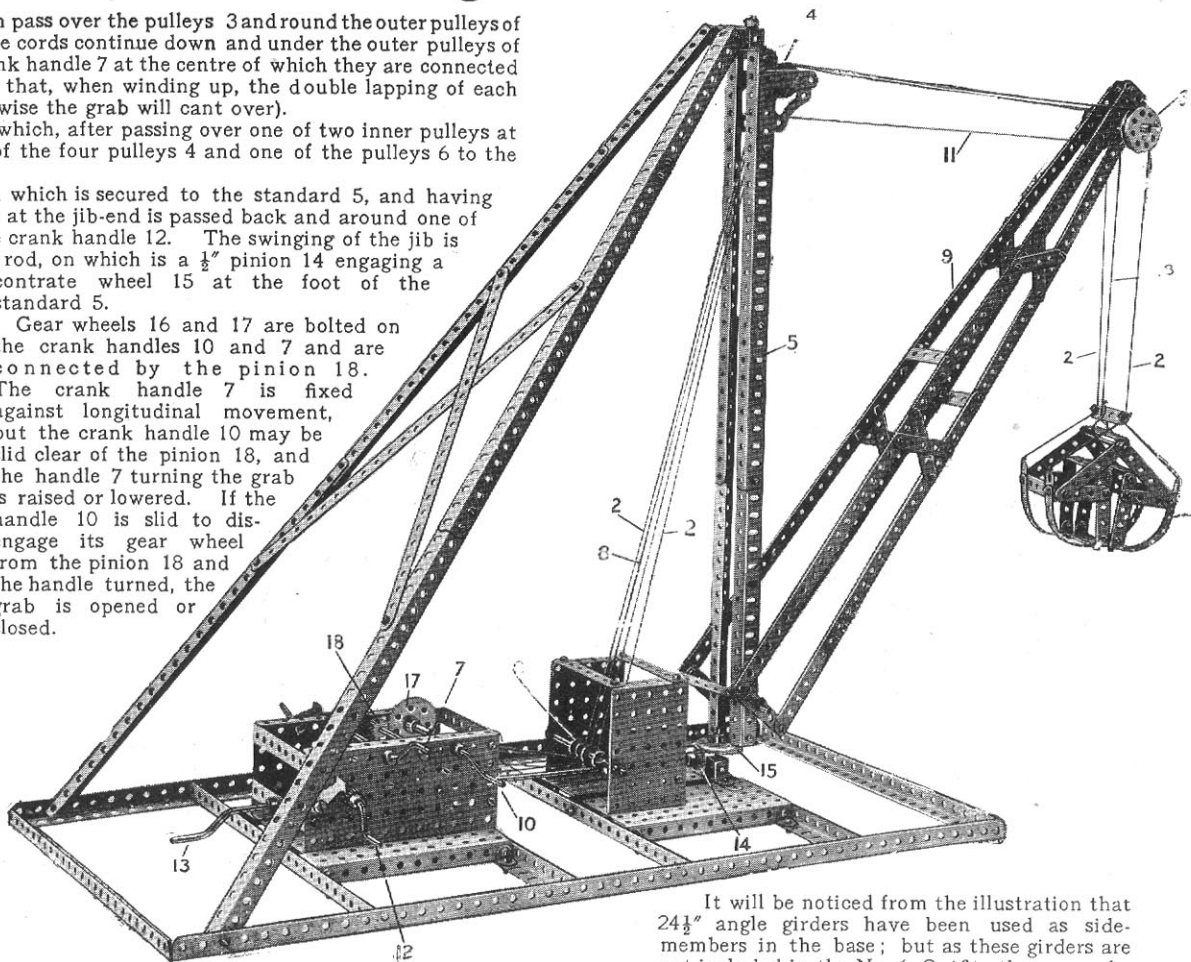 pass over the pulleys 3 and round the outer pulleys of
cords continue down and under the outer pulleys of
handle 7 at the centre of which they are connected
that, when winding up, the double lapping of each
the grab will cant over).
which, after passing over one of two inner pulleys at
of the four pulleys 4 and one of the pulleys 6 to the
which is secured to the standard 5, and having
at the jib-end is passed back and around one of
crank handle 12. The swinging of the jib is
rod, on which is a ½″ pinion 14 engaging a
contrate wheel 15 at the foot of the
standard 5.
Gear wheels 16 and 17 are bolted on
the crank handles 10 and 7 and are
connected by the pinion 18.
The crank handle 7 is fixed
against longitudinal movement,
but the crank handle 10 may be
slid clear of the pinion 18, and
the handle 7 turning the grab
is raised or lowered. If the
handle 10 is slid to dis-
engage its gear wheel
from the pinion 18 and
the handle turned, the
grab is opened or
closed.
4
3
11
9
3
5
2
2
2
2
8
18
17
7
15
10
14
13
12
It will be noticed from the illustration that
24½″ angle girders have been used as side-
members in the base; but as these girders are